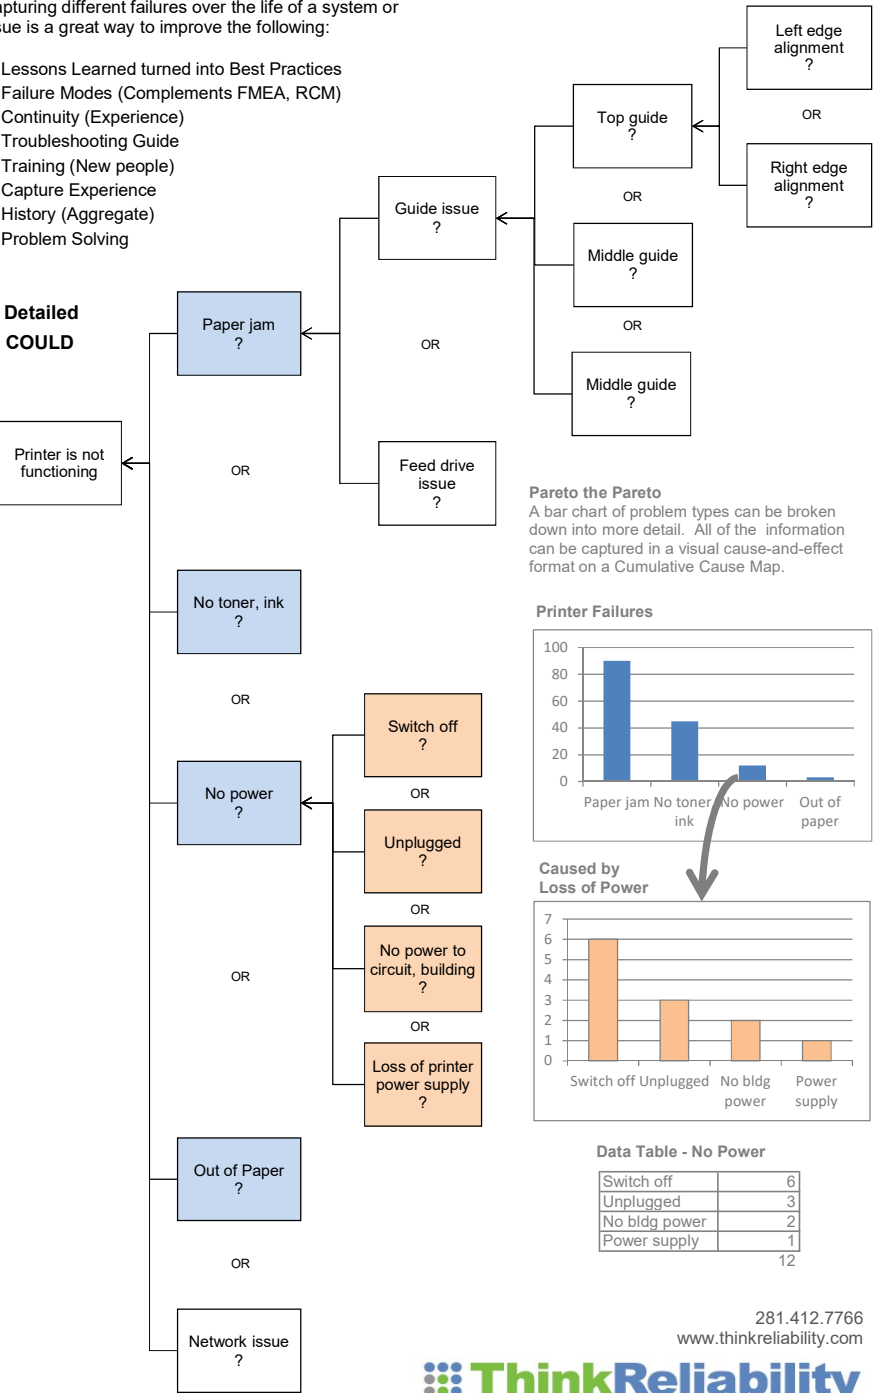 apturing different failures over the life of a system or
sue is a great way to improve the following:
Lessons Learned turned into Best Practices
Failure Modes (Complements FMEA, RCM)
Continuity (Experience)
Troubleshooting Guide
Training (New people)
Capture Experience
History (Aggregate)
Problem Solving
Detailed
COULD
Printer is not
functioning
Paper jam
?
OR
No toner, ink
?
OR
No power
?
OR
Out of Paper
?
OR
Network issue
?
Guide issue
?
OR
Feed drive
issue
?
Top guide
?
OR
Middle guide
?
OR
Middle guide
?
Left edge
alignment
?
OR
Right edge
alignment
?
Switch off
?
OR
Unplugged
?
OR
No power to
circuit, building
?
OR
Loss of printer
power supply
?
Pareto the Pareto
A bar chart of problem types can be broken
down into more detail.  All of the  information
can be captured in a visual cause-and-effect
format on a Cumulative Cause Map.
Printer Failures
100
80
60
40
20
0
Paper jam No toner No power Out of
ink paper
Caused by
Loss of Power
7
6
5
4
3
2
1
0
Switch off Unplugged No bldg Power
power supply
Data Table - No Power
Switch off 6
Unplugged 3
No bldg power 2
Power supply 1
12
281.412.7766
www.thinkreliability.com
ThinkReliability